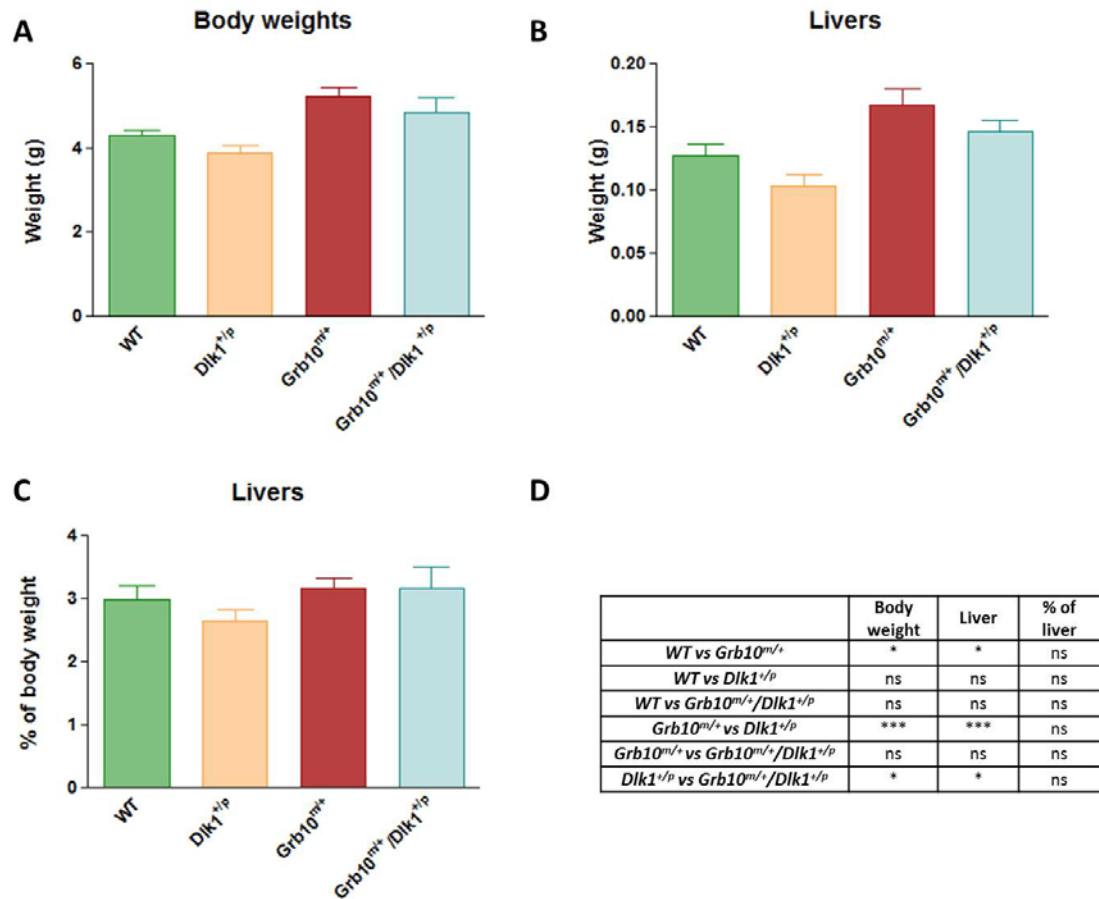 A
Body weights
Weight (g)
6
4
2
0
WT
Dlk1+/p
Grb10m/+
Grb10m/+ /Dlk1+/p
B
Livers
Weight (g)
0.20
0.15
0.10
0.05
0.00
WT
Dlk1+/p
Grb10m/+
Grb10m/+ /Dlk1+/p
C
Livers
% of body weight
4
3
2
1
0
WT
Dlk1+/p
Grb10m/+
Grb10m/+ /Dlk1+/p
D
Body weight Liver % of liver
WT vs Grb10m/+ * * ns
WT vs Dlk1+/p ns ns ns
WT vs Grb10m/+/Dlk1+/p ns ns ns
Grb10m/+ vs Dlk1+/p *** *** ns
Grb10m/+ vs Grb10m/+/Dlk1+/p ns ns ns
Dlk1+/p vs Grb10m/+/Dlk1+/p * * ns